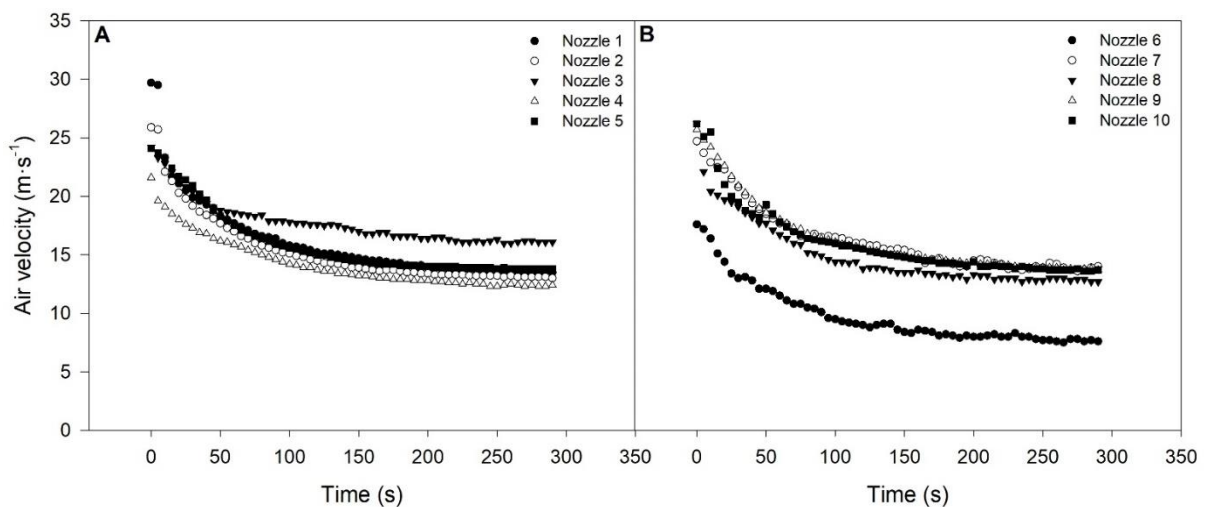 A
Nozzle 1
Nozzle 2
Nozzle 3
Nozzle 4
Nozzle 5
B
Nozzle 6
Nozzle 7
Nozzle 8
Nozzle 9
Nozzle 10
Air velocity (m·s⁻¹)
35
30
25
20
15
10
5
0
0 50 100 150 200 250 300 350
0 50 100 150 200 250 300 350
Time (s)
Time (s)